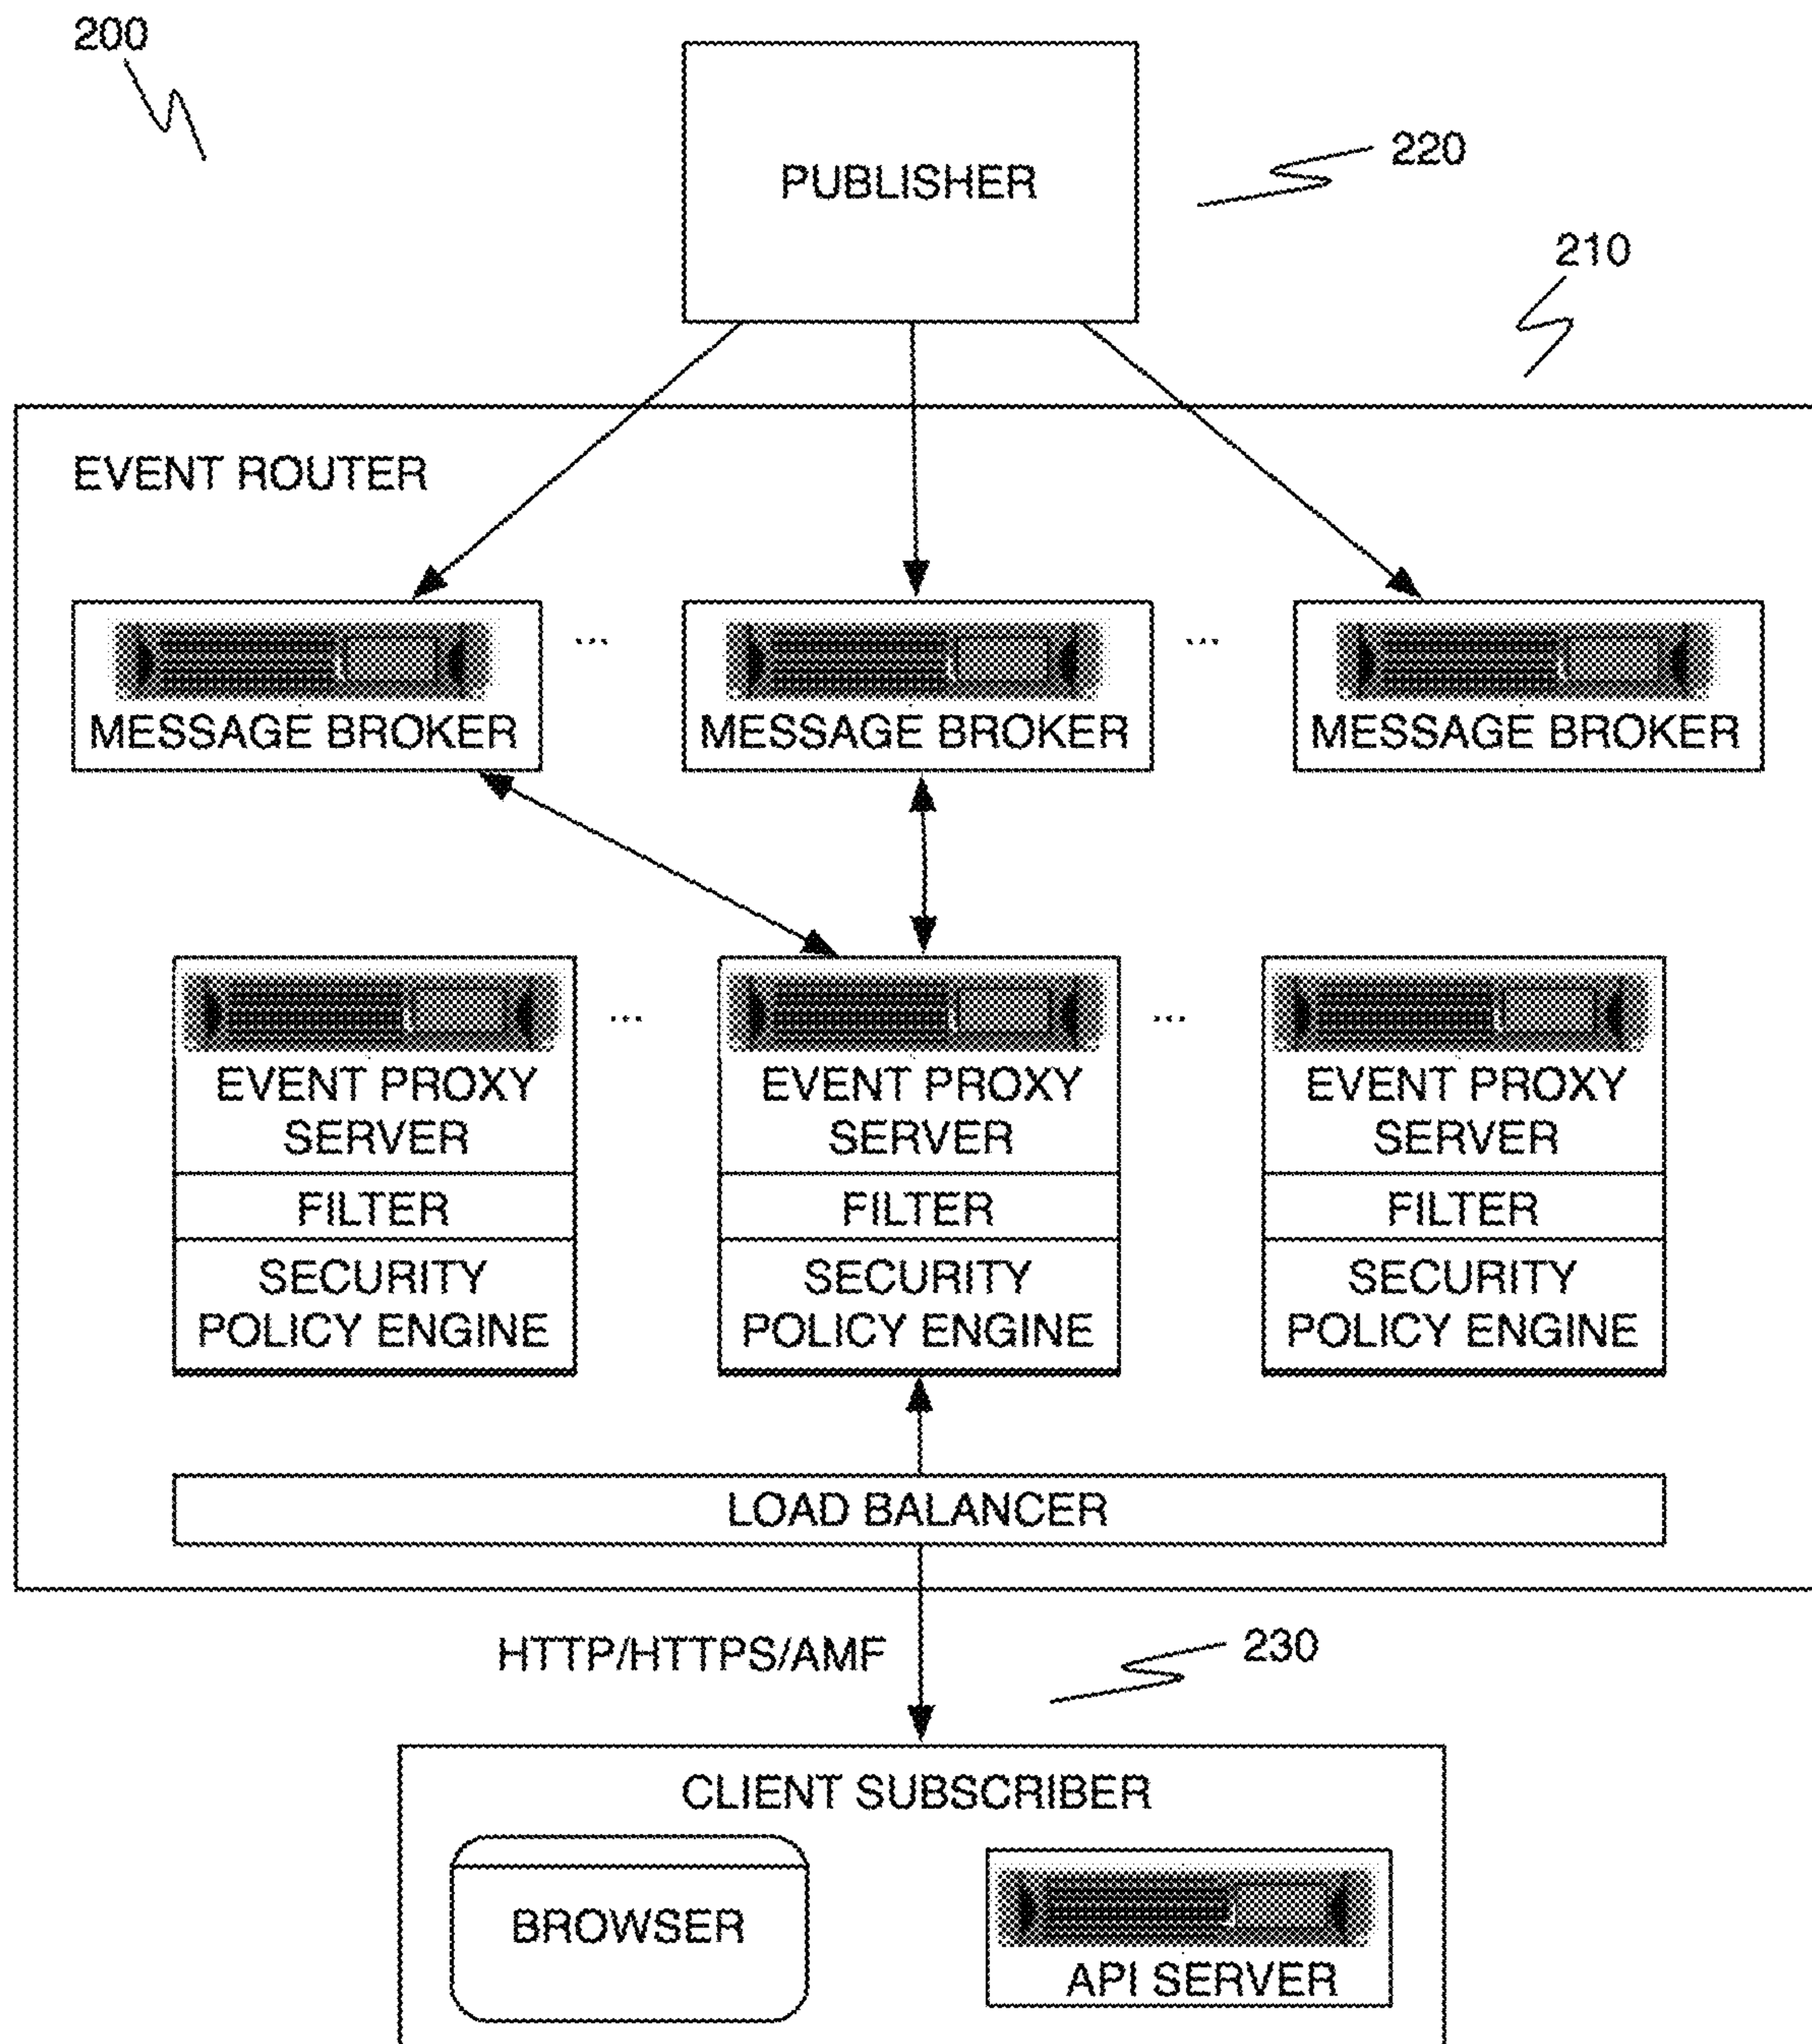 200
PUBLISHER
220
210
EVENT ROUTER
... ...
MESSAGE BROKER MESSAGE BROKER MESSAGE BROKER
... ...
EVENT PROXY EVENT PROXY EVENT PROXY
SERVER SERVER SERVER
FILTER FILTER FILTER
SECURITY SECURITY SECURITY
POLICY ENGINE POLICY ENGINE POLICY ENGINE
LOAD BALANCER
HTTP/HTTPS/AMF
230
CLIENT SUBSCRIBER
BROWSER
API SERVER